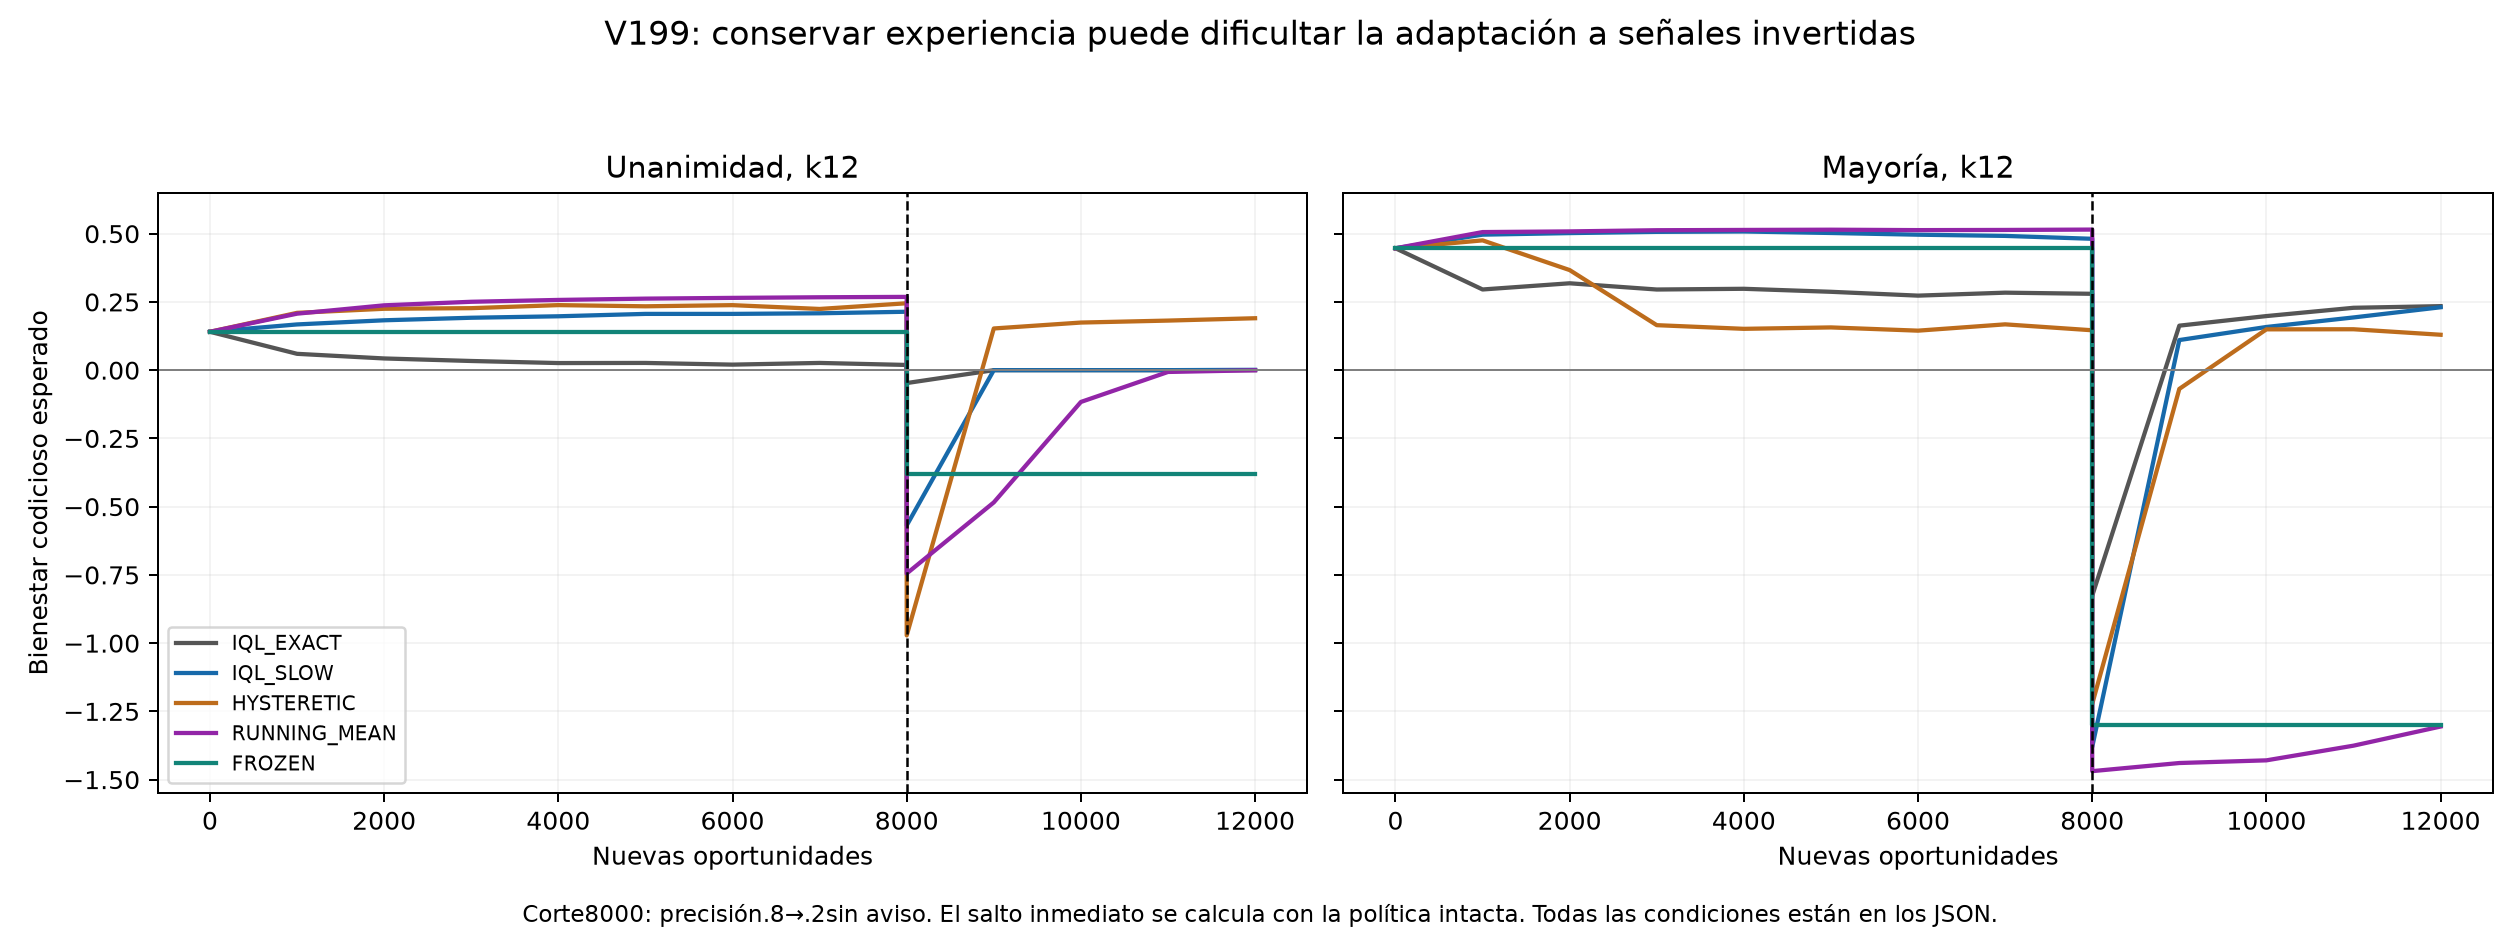 V199: conservar experiencia puede dificultar la adaptación a señales invertidas
Unanimidad, k12
Mayoría, k12
Bienestar codicioso esperado
0.50
0.25
0.00
−0.25
−0.50
−0.75
−1.00
−1.25
−1.50
IQL_EXACT
IQL_SLOW
HYSTERETIC
RUNNING_MEAN
FROZEN
0 2000 4000 6000 8000 10000 12000
0 2000 4000 6000 8000 10000 12000
Nuevas oportunidades
Nuevas oportunidades
Corte8000: precisión.8→.2sin aviso. El salto inmediato se calcula con la política intacta. Todas las condiciones están en los JSON.